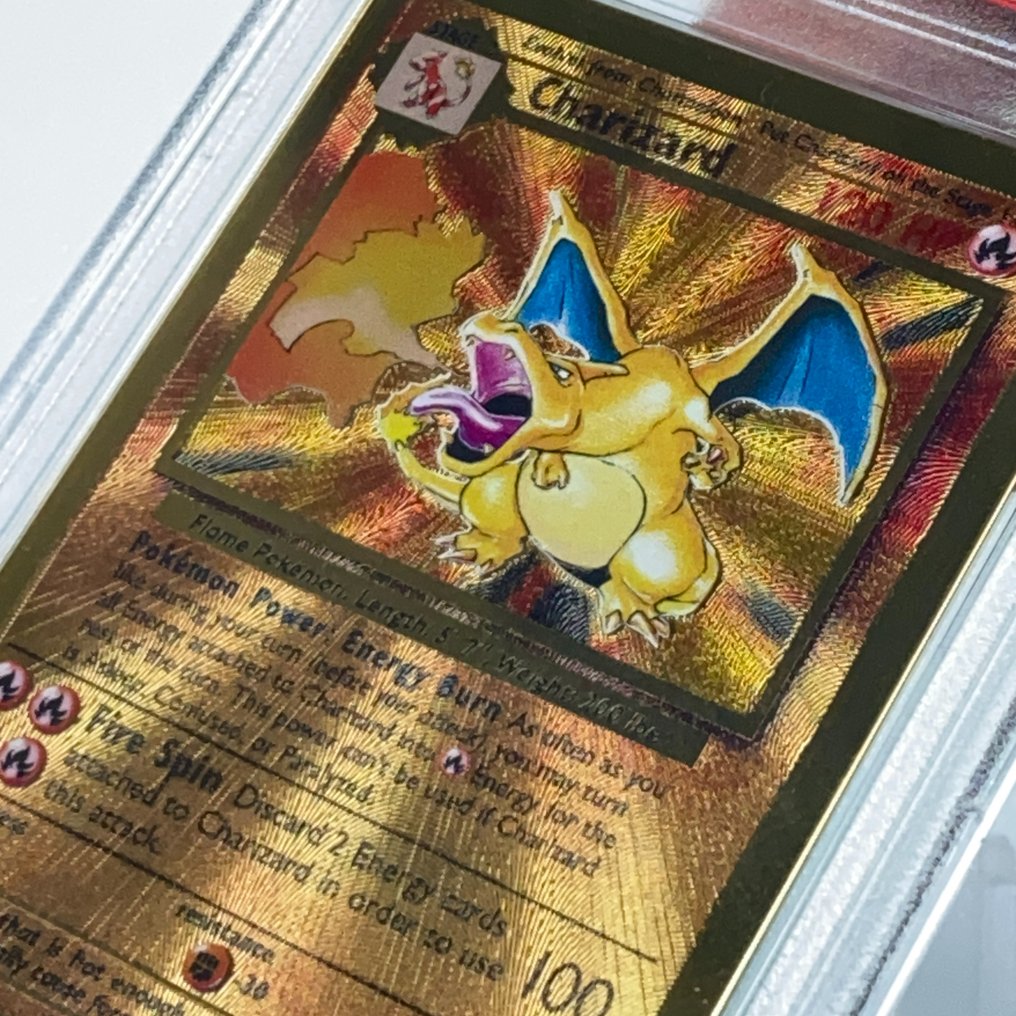 STAGE
Evolves from Charmeleon Put Charizard on the Stage
Charizard
120 HP
Flame Pokémon. Length: 5' 7", Weight: 200 lbs.
Pokémon Power: Energy Burn As often as you
like during your turn (before your attack), you may turn
all Energy attached to Charizard into Energy for the
rest of the turn. This power can't be used if Charizard
is Asleep, Confused, or Paralyzed.
Fire Spin Discard 2 Energy cards
attached to Charizard in order to use
this attack.
100
resistance
-30
that is hot enough